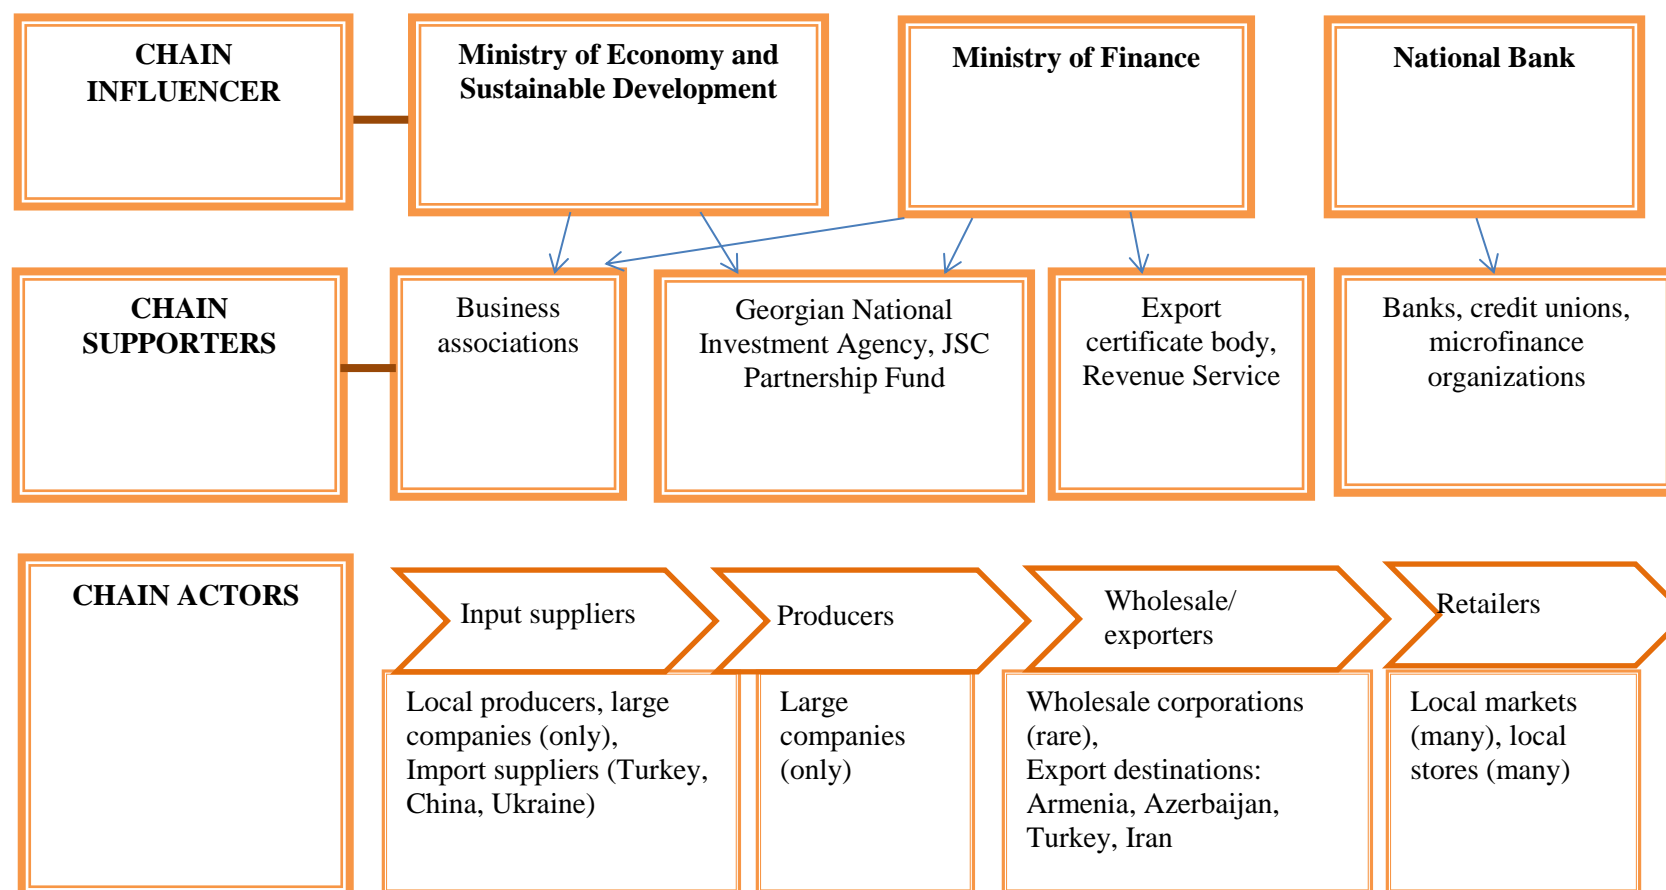 CHAIN
INFLUENCER
Ministry of Economy and
Sustainable Development
Ministry of Finance
National Bank
CHAIN
SUPPORTERS
Business
associations
Georgian National
Investment Agency, JSC
Partnership Fund
Export
certificate body,
Revenue Service
Banks, credit unions,
microfinance
organizations
CHAIN ACTORS
Input suppliers
Producers
Wholesale/
exporters
Retailers
Local producers, large
companies (only),
Import suppliers (Turkey,
China, Ukraine)
Large
companies
(only)
Wholesale corporations
(rare),
Export destinations:
Armenia, Azerbaijan,
Turkey, Iran
Local markets
(many), local
stores (many)